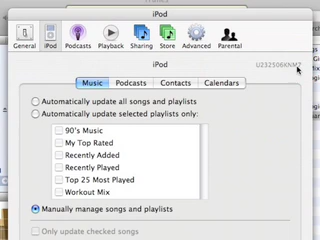 iPod
General iPod Podcasts Playback Sharing Store Advanced Parental
iPod
Music Podcasts Contacts Calendars
Automatically update all songs and playlists
Automatically update selected playlists only:
90's Music
My Top Rated
Recently Added
Recently Played
Top 25 Most Played
Workout Mix
Manually manage songs and playlists
Only update checked songs